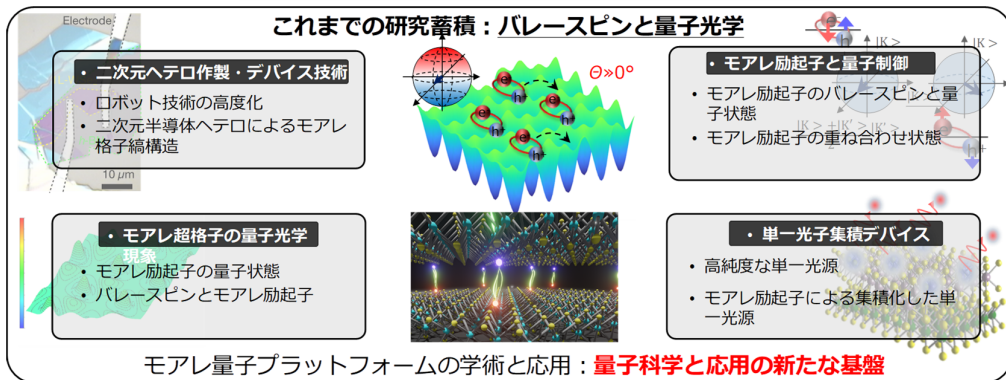 これまでの研究蓄積：バレースピンと量子光学
Electrode
• 二次元ヘテロ作製・デバイス技術
• ロボット技術の高度化
• 二次元半導体ヘテロによるモアレ
格子縞構造
10 μm
Θ»0°
e
h⁺
e
h⁺
e
h⁺
e
h⁺
e
h
|K>
|K>
• モアレ励起子と量子制御
• モアレ励起子のバレースピンと量
子状態
|K> + |K'>
|K'>
• モアレ励起子の重ね合わせ状態
h⁺
• モアレ超格子の量子光学
現象
• モアレ励起子の量子状態
• バレースピンとモアレ励起子
• 単一光子集積デバイス
• 高純度な単一光源
• モアレ励起子による集積化した単
一光源
モアレ量子プラットフォームの学術と応用：量子科学と応用の新たな基盤